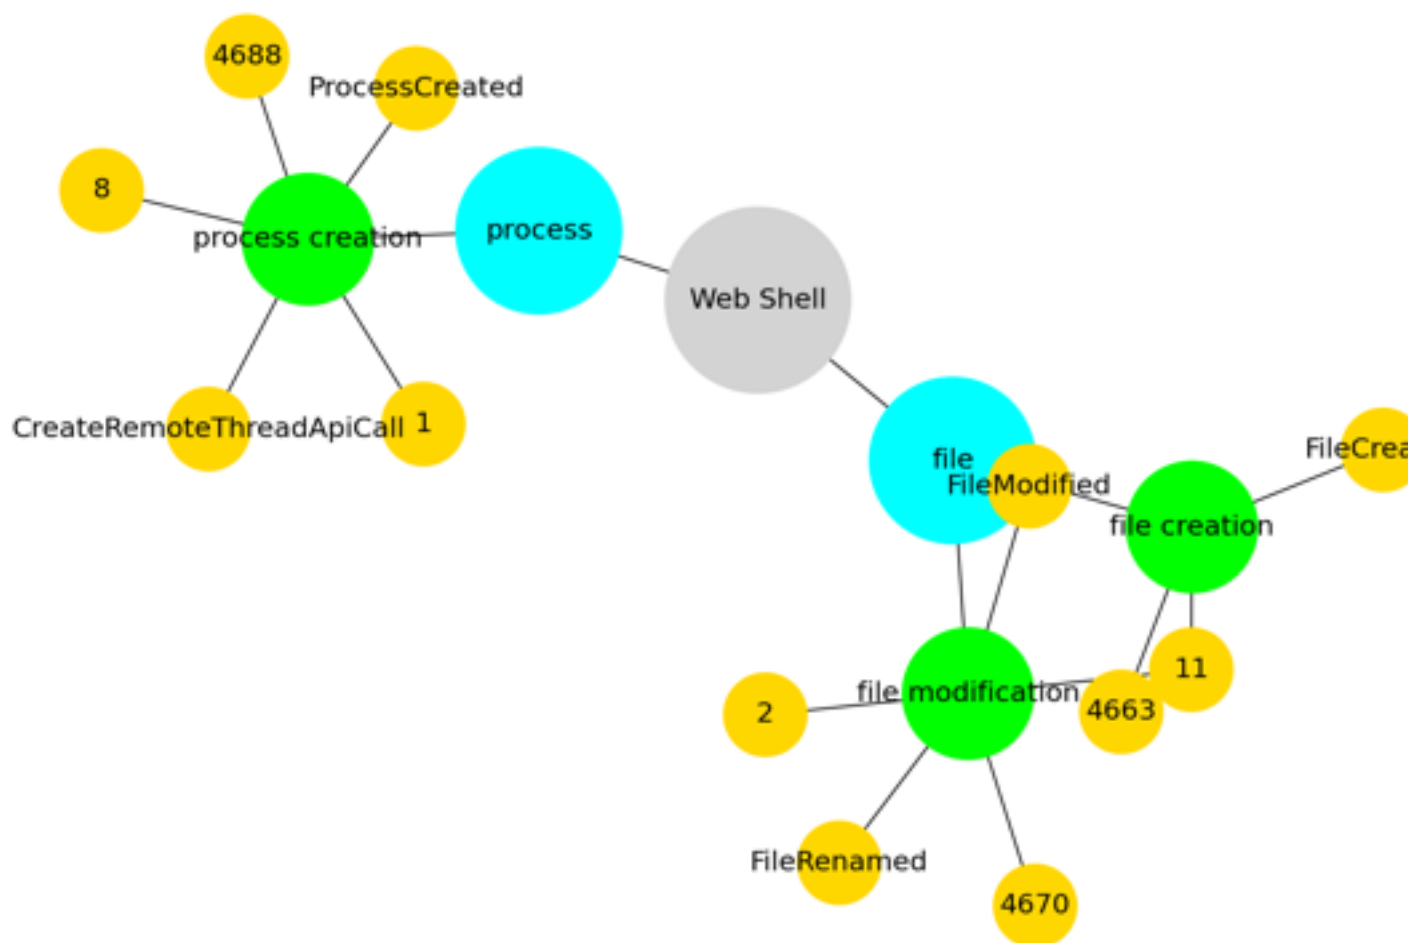 4688
ProcessCreated
8
process creation
process
Web Shell
CreateRemoteThreadApiCall
1
file
FileModified
FileCrea
file creation
11
file modification
4663
2
FileRenamed
4670